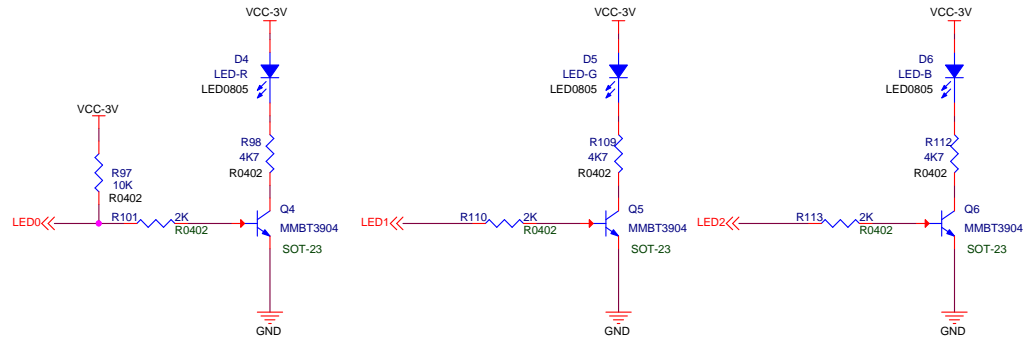 VCC-3V
D4
LED-R
LED0805
VCC-3V
R97
10K
R0402
R98
4K7
R0402
LED0
R101
2K
R0402
Q4
MMBT3904
SOT-23
GND
VCC-3V
D5
LED-G
LED0805
R109
4K7
R0402
LED1
R110
2K
R0402
Q5
MMBT3904
SOT-23
GND
VCC-3V
D6
LED-B
LED0805
R112
4K7
R0402
LED2
R113
2K
R0402
Q6
MMBT3904
SOT-23
GND